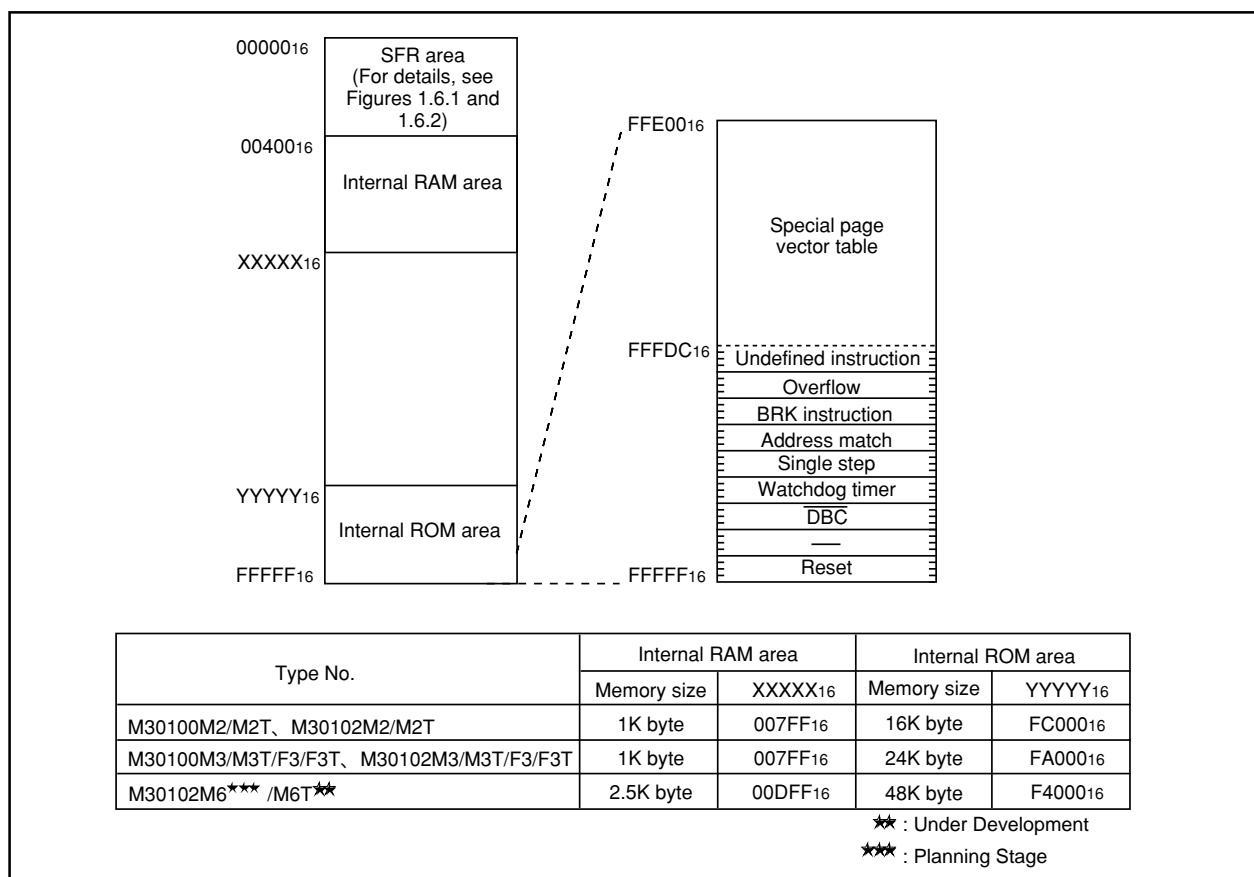 0000016
SFR area
(For details, see
Figures 1.6.1 and
1.6.2)
0040016
Internal RAM area
XXXXX16
YYYYY16
Internal ROM area
FFFFF16
FFE0016
Special page
vector table
FFFDC16
Undefined instruction
Overflow
BRK instruction
Address match
Single step
Watchdog timer
DBC
—
Reset
FFFFF16
Type No. Internal RAM area Internal ROM area
Memory size XXXXX16 Memory size YYYYY16
M30100M2/M2T、M30102M2/M2T 1K byte 007FF16 16K byte FC00016
M30100M3/M3T/F3/F3T、M30102M3/M3T/F3/F3T 1K byte 007FF16 24K byte FA00016
M30102M6★★★ /M6T★★ 2.5K byte 00DFF16 48K byte F400016
★★ : Under Development
★★★ : Planning Stage